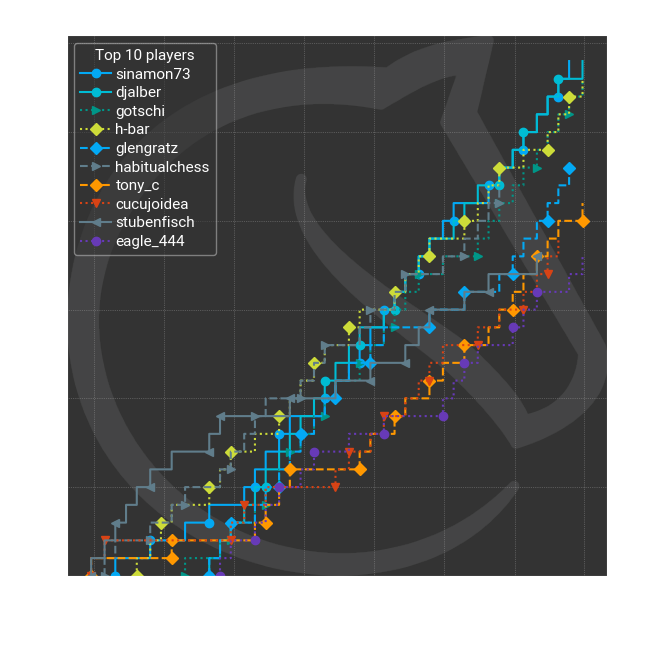 Top 10 players
sinamon73
djalber
gotschi
h-bar
glengratz
habitualchess
tony_c
cucujoidea
stubenfisch
eagle_444